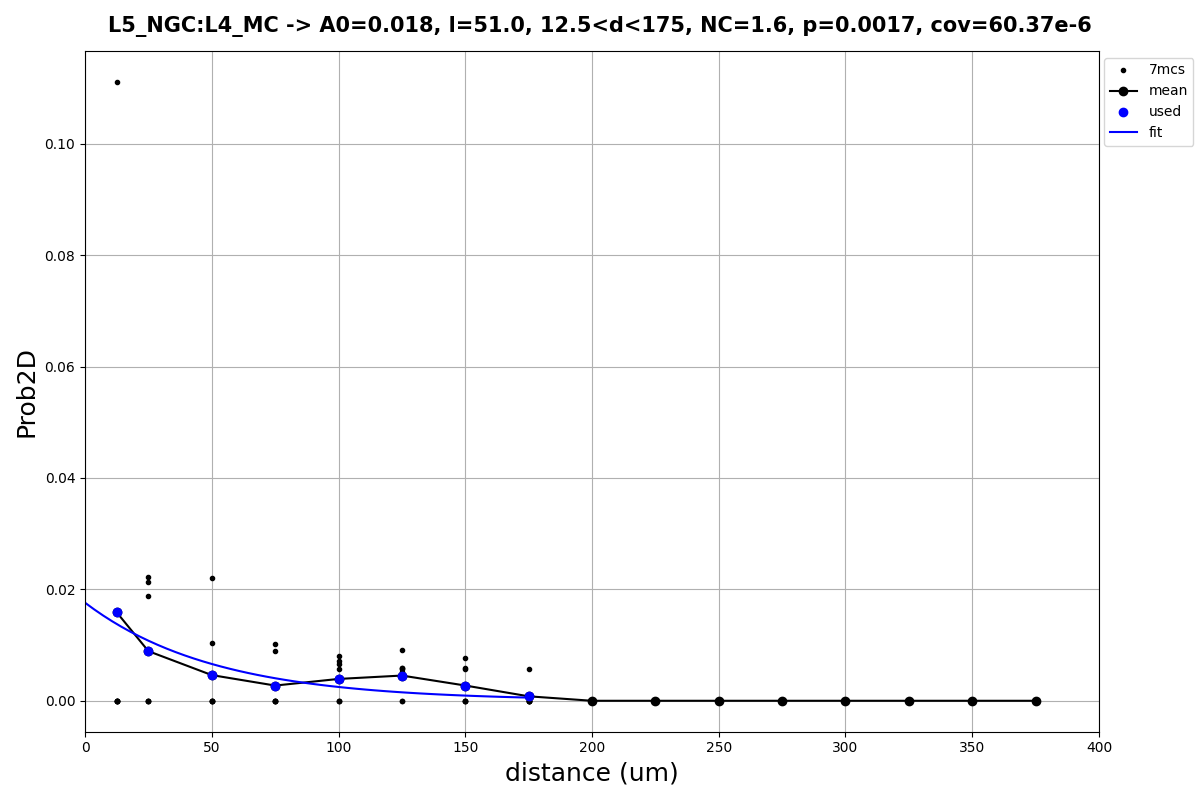 L5_NGC:L4_MC -> A0=0.018, l=51.0, 12.5<d<175, NC=1.6, p=0.0017, cov=60.37e-6
7mcs
mean
used
fit
0.10
0.08
0.06
0.04
0.02
0.00
Prob2D
0 50 100 150 200 250 300 350 400
distance (um)